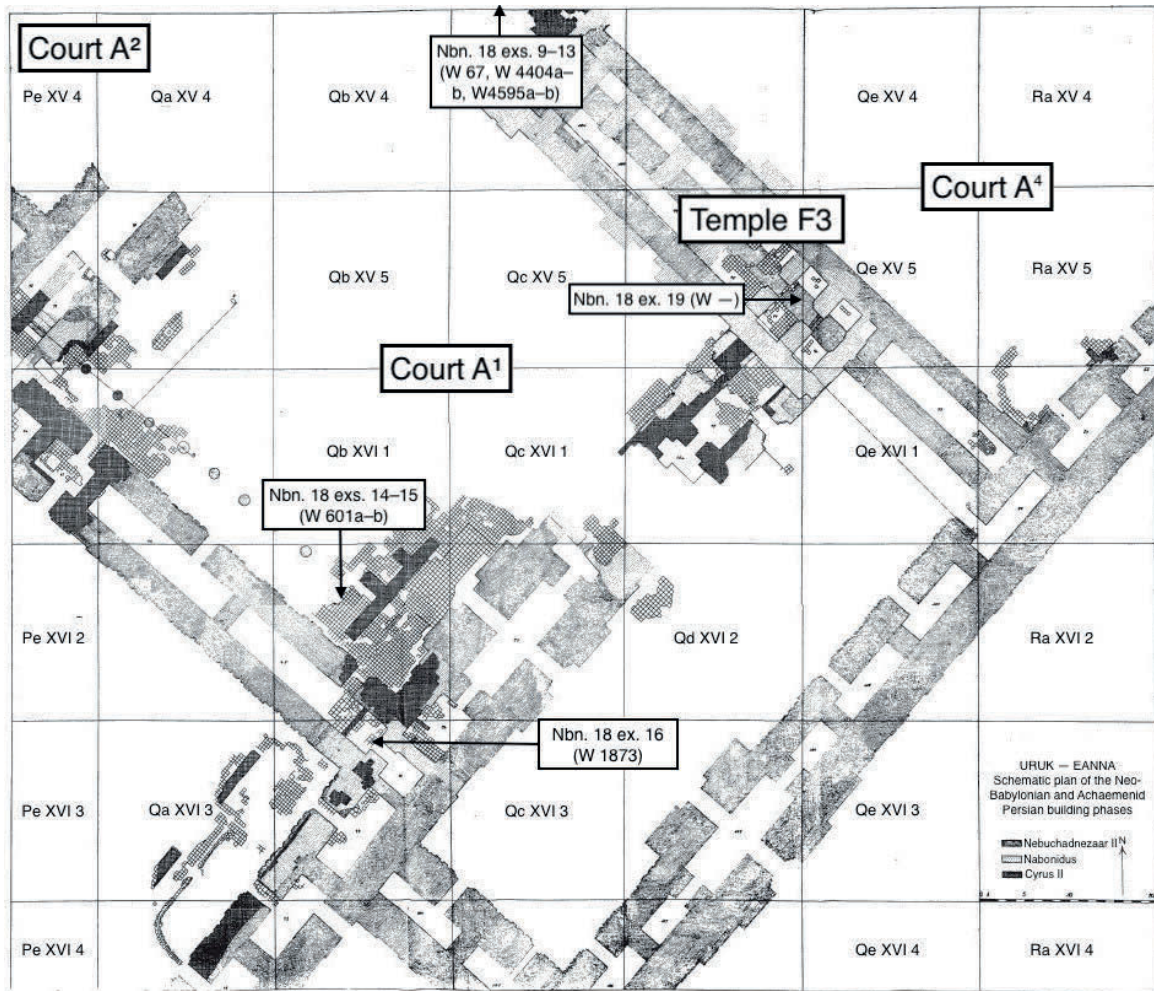 Court A²
Nbn. 18 exs. 9–13
(W 67, W 4404a–
b, W4595a–b)
Pe XV 4
Qa XV 4
Qb XV 4
Qe XV 4
Ra XV 4
Court A⁴
Temple F3
Qb XV 5
Qc XV 5
Qe XV 5
Ra XV 5
Nbn. 18 ex. 19 (W —)
Court A¹
Qb XVI 1
Qc XVI 1
Qe XVI 1
Nbn. 18 exs. 14–15
(W 601a–b)
Pe XVI 2
Qd XVI 2
Ra XVI 2
Nbn. 18 ex. 16
(W 1873)
URUK — EANNA
Schematic plan of the Neo-
Babylonian and Achaemenid
Persian building phases
Pe XVI 3
Qa XVI 3
Qc XVI 3
Qe XVI 3
Nebuchadnezaar II
N
Nabonidus
Cyrus II
Pe XVI 4
Qe XVI 4
Ra XVI 4